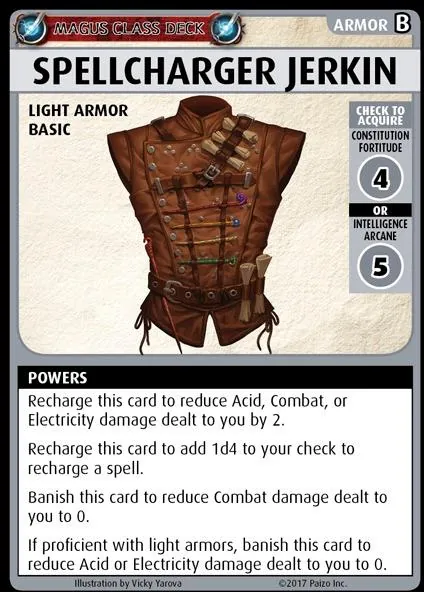 MAGUS CLASS DECK
ARMOR B
SPELLCHARGER JERKIN
LIGHT ARMOR
BASIC
CHECK TO
ACQUIRE
CONSTITUTION
FORTITUDE
4
OR
INTELLIGENCE
ARCANE
5
POWERS
Recharge this card to reduce Acid, Combat, or
Electricity damage dealt to you by 2.
Recharge this card to add 1d4 to your check to
recharge a spell.
Banish this card to reduce Combat damage dealt to
you to 0.
If proficient with light armors, banish this card to
reduce Acid or Electricity damage dealt to you to 0.
Illustration by Vicky Yarova
©2017 Paizo Inc.